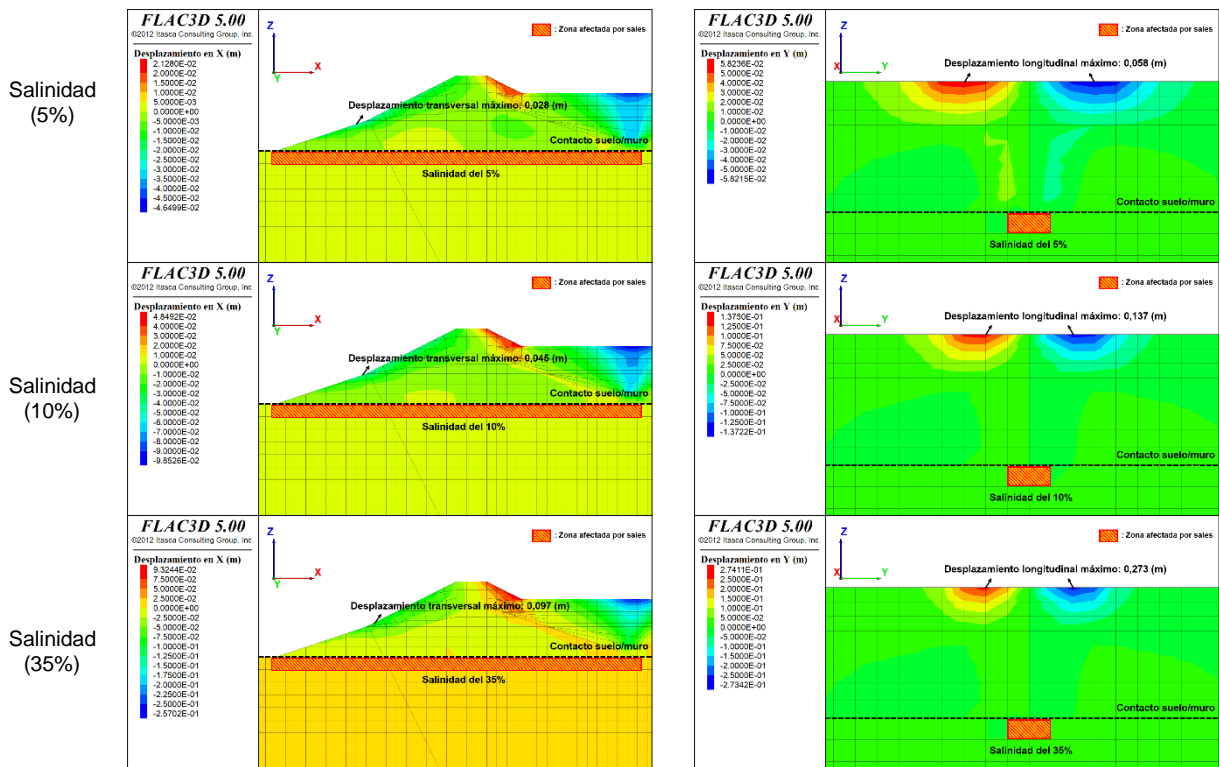 Salinidad
(5%)
FLAC3D 5.00
©2012 Itasca Consulting Group, Inc.
Desplazamiento en X (m)
2.1280E-02
2.0000E-02
1.5000E-02
1.0000E-02
5.0000E-03
0.0000E+00
-5.0000E-03
-1.0000E-02
-1.5000E-02
-2.0000E-02
-2.5000E-02
-3.0000E-02
-3.5000E-02
-4.0000E-02
-4.5000E-02
-4.6499E-02
Z
X
Y
: Zona afectada por sales
Desplazamiento transversal máximo: 0,028 (m)
Contacto suelo/muro
Salinidad del 5%
FLAC3D 5.00
©2012 Itasca Consulting Group, Inc.
Desplazamiento en Y (m)
5.8236E-02
5.0000E-02
4.0000E-02
3.0000E-02
2.0000E-02
1.0000E-02
0.0000E+00
-1.0000E-02
-2.0000E-02
-3.0000E-02
-4.0000E-02
-5.0000E-02
-5.8215E-02
Z
X
Y
: Zona afectada por sales
Desplazamiento longitudinal máximo: 0,058 (m)
Contacto suelo/muro
Salinidad del 5%
Salinidad
(10%)
FLAC3D 5.00
©2012 Itasca Consulting Group, Inc.
Desplazamiento en X (m)
4.8492E-02
4.0000E-02
3.0000E-02
2.0000E-02
1.0000E-02
0.0000E+00
-1.0000E-02
-2.0000E-02
-3.0000E-02
-4.0000E-02
-5.0000E-02
-6.0000E-02
-7.0000E-02
-8.0000E-02
-9.0000E-02
-9.8526E-02
Z
X
Y
: Zona afectada por sales
Desplazamiento transversal máximo: 0,045 (m)
Contacto suelo/muro
Salinidad del 10%
FLAC3D 5.00
©2012 Itasca Consulting Group, Inc.
Desplazamiento en Y (m)
1.3750E-01
1.2500E-01
1.0000E-01
7.5000E-02
5.0000E-02
2.5000E-02
0.0000E+00
-2.5000E-02
-5.0000E-02
-7.5000E-02
-1.0000E-01
-1.2500E-01
-1.3722E-01
Z
X
Y
: Zona afectada por sales
Desplazamiento longitudinal máximo: 0,137 (m)
Contacto suelo/muro
Salinidad del 10%
Salinidad
(35%)
FLAC3D 5.00
©2012 Itasca Consulting Group, Inc.
Desplazamiento en X (m)
9.3244E-02
7.5000E-02
5.0000E-02
2.5000E-02
0.0000E+00
-2.5000E-02
-5.0000E-02
-7.5000E-02
-1.0000E-01
-1.2500E-01
-1.5000E-01
-1.7500E-01
-2.0000E-01
-2.2500E-01
-2.5000E-01
-2.5702E-01
Z
X
Y
: Zona afectada por sales
Desplazamiento transversal máximo: 0,097 (m)
Contacto suelo/muro
Salinidad del 35%
FLAC3D 5.00
©2012 Itasca Consulting Group, Inc.
Desplazamiento en Y (m)
2.7411E-01
2.5000E-01
2.0000E-01
1.5000E-01
1.0000E-01
5.0000E-02
0.0000E+00
-5.0000E-02
-1.0000E-01
-1.5000E-01
-2.0000E-01
-2.5000E-01
-2.7342E-01
Z
X
Y
: Zona afectada por sales
Desplazamiento longitudinal máximo: 0,273 (m)
Contacto suelo/muro
Salinidad del 35%